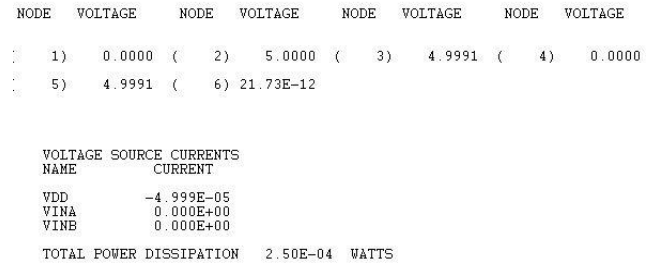 NODE VOLTAGE NODE VOLTAGE NODE VOLTAGE NODE VOLTAGE
1) 0.0000 ( 2) 5.0000 ( 3) 4.9991 ( 4) 0.0000
5) 4.9991 ( 6) 21.73E-12
VOLTAGE SOURCE CURRENTS
NAME CURRENT
VDD -4.999E-05
VINA 0.000E+00
VINB 0.000E+00
TOTAL POWER DISSIPATION 2.50E-04 WATTS